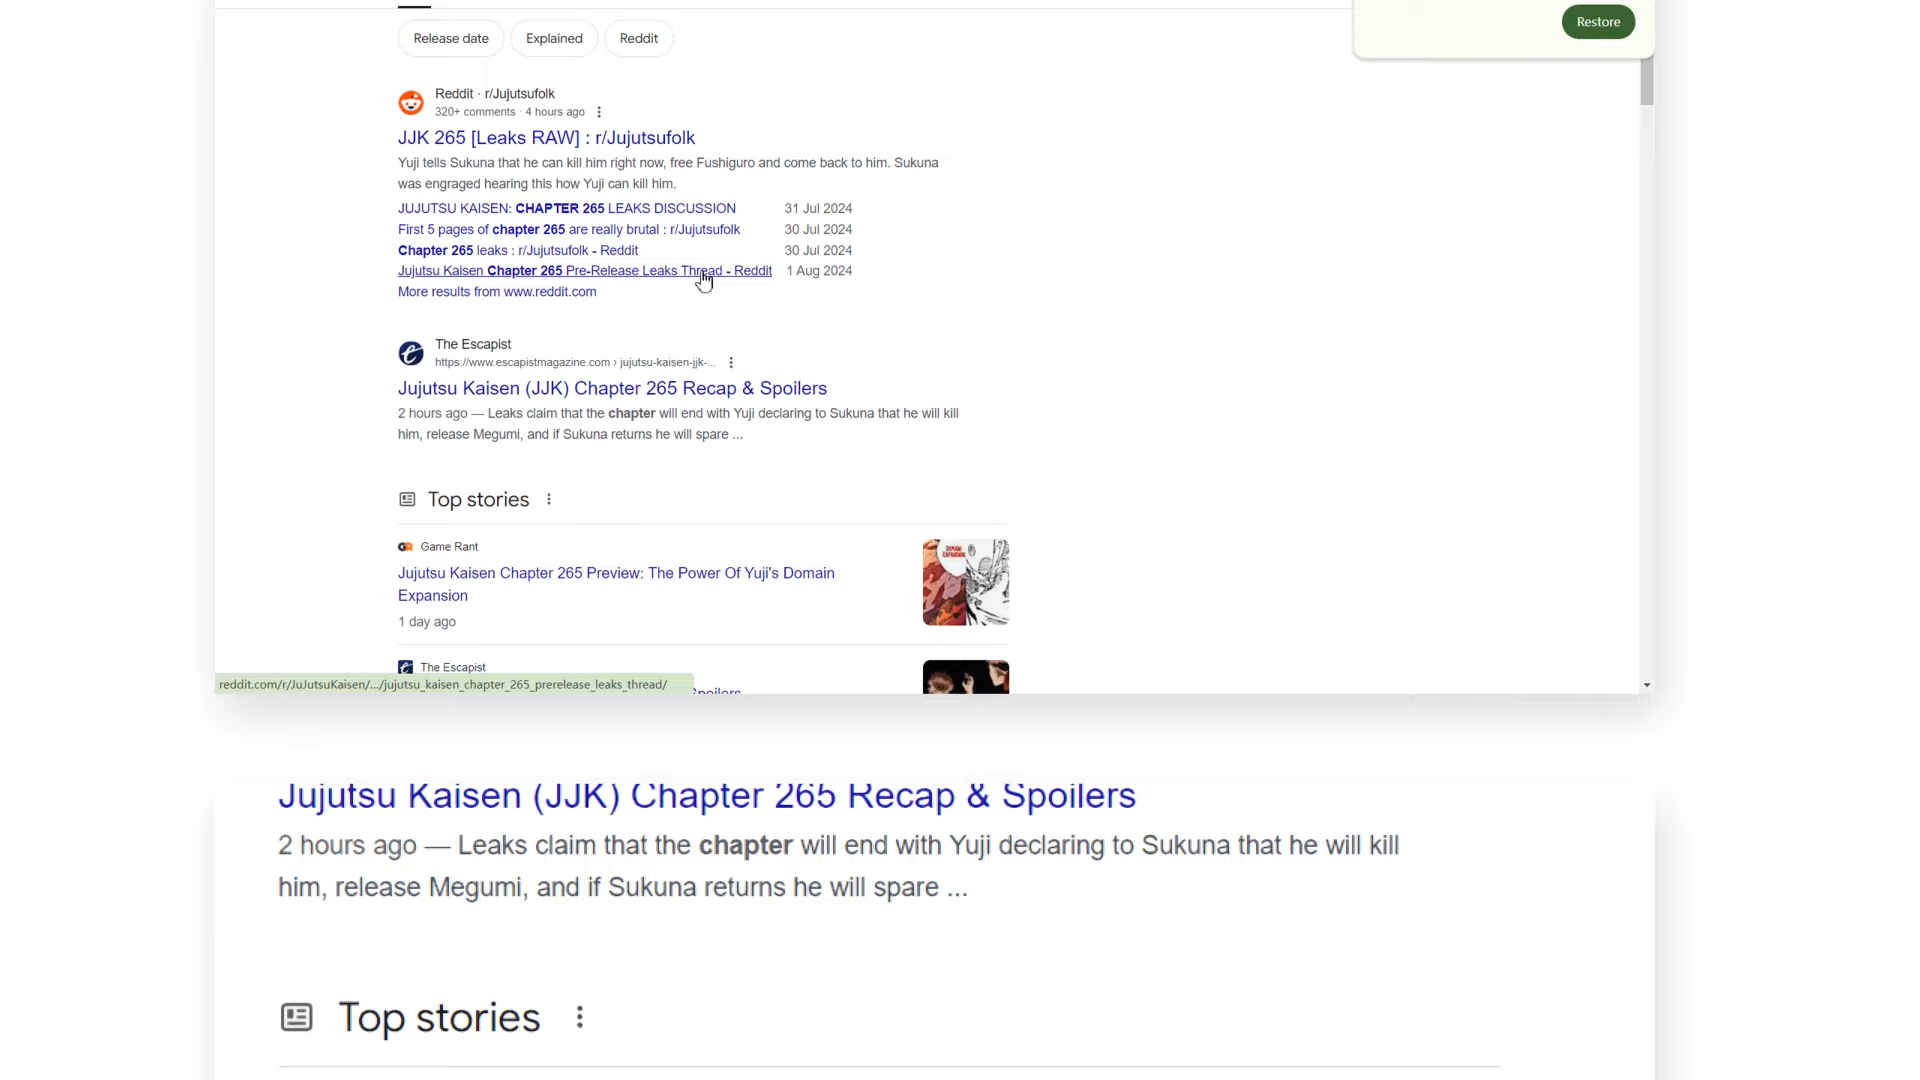 Restore
Release date
Explained
Reddit
Reddit · r/Jujutsufolk
320+ comments · 4 hours ago
JJK 265 [Leaks RAW] : r/Jujutsufolk
Yuji tells Sukuna that he can kill him right now, free Fushiguro and come back to him. Sukuna
was engraged hearing this how Yuji can kill him.
JUJUTSU KAISEN: CHAPTER 265 LEAKS DISCUSSION 31 Jul 2024
First 5 pages of chapter 265 are really brutal : r/Jujutsufolk 30 Jul 2024
Chapter 265 leaks : r/Jujutsufolk - Reddit 30 Jul 2024
Jujutsu Kaisen Chapter 265 Pre-Release Leaks Thread - Reddit 1 Aug 2024
More results from www.reddit.com
The Escapist
https://www.escapistmagazine.com › jujutsu-kaisen-jjk-...
Jujutsu Kaisen (JJK) Chapter 265 Recap & Spoilers
2 hours ago — Leaks claim that the chapter will end with Yuji declaring to Sukuna that he will kill
him, release Megumi, and if Sukuna returns he will spare ...
Top stories
Game Rant
Jujutsu Kaisen Chapter 265 Preview: The Power Of Yuji's Domain
Expansion
DOMAIN
EXPANSION
1 day ago
The Escapist
Spoilers
reddit.com/r/JuJutsuKaisen/.../jujutsu_kaisen_chapter_265_prerelease_leaks_thread/
Jujutsu Kaisen (JJK) Chapter 265 Recap & Spoilers
2 hours ago — Leaks claim that the chapter will end with Yuji declaring to Sukuna that he will kill
him, release Megumi, and if Sukuna returns he will spare ...
Top stories